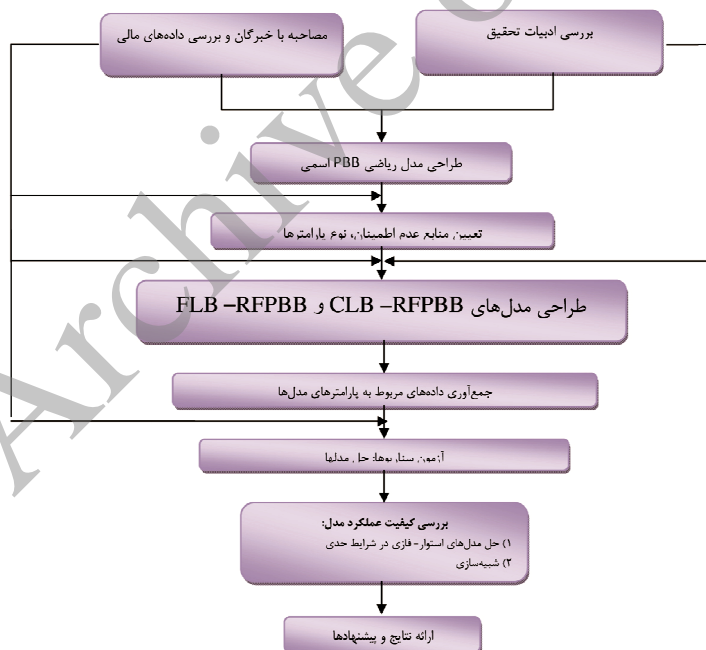 بررسی ادبیات تحقیق
مصاحبه با خبرگان و بررسی داده‌های مالی
طراحی مدل ریاضی PBB اسمی
تعیین منابع عدم اطمینان، نوع پارامترها
طراحی مدل‌های CLB –RFPBB و FLB –RFPBB
جمع‌آوری داده‌های مربوط به پارامترهای مدل‌ها
آزمون سناریوها: حل مدلها
بررسی کیفیت عملکرد مدل:
۱) حل مدل‌های استوار- فازی در شرایط حدی
۲) شبیه‌سازی
ارائه نتایج و پیشنهادها
Archive